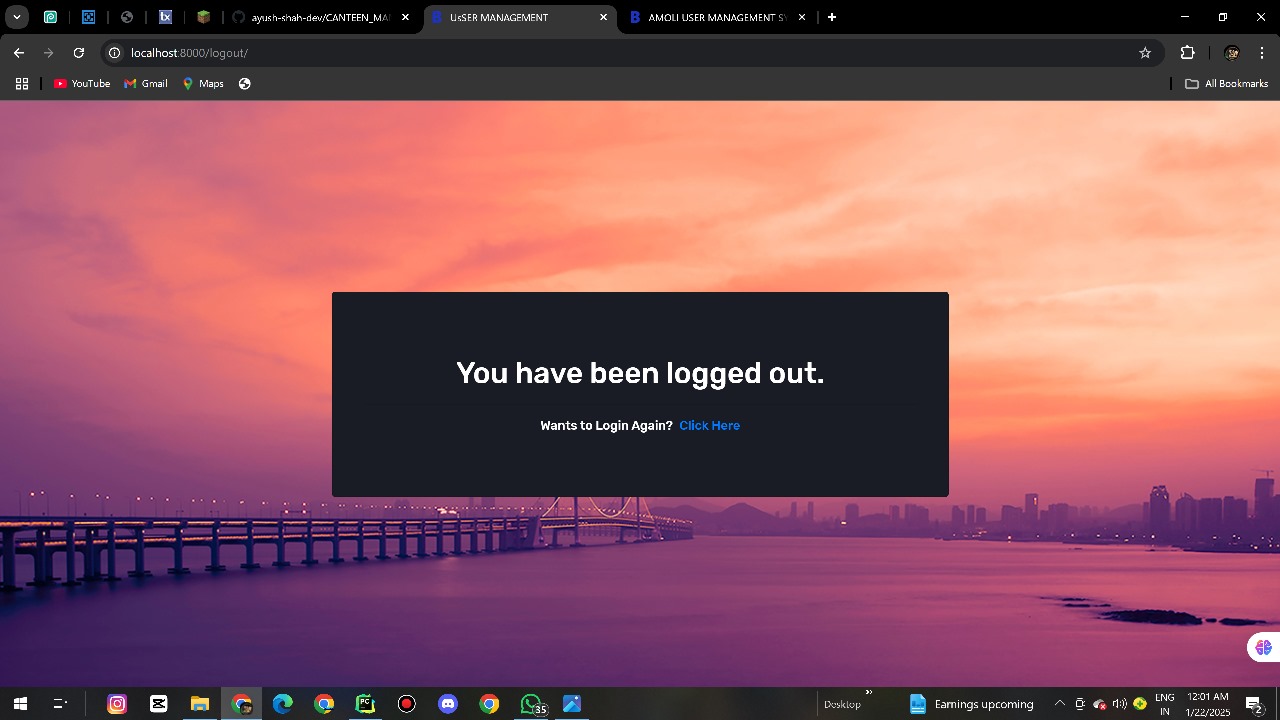 ayush-shah-dev/CANTEEN_MA
UsSER MANAGEMENT
AMOLI USER MANAGEMENT SY
localhost:8000/logout/
YouTube
Gmail
Maps
All Bookmarks
You have been logged out.
Wants to Login Again? Click Here
35
Desktop
Earnings upcoming
ENG
IN
12:01 AM
1/22/2025
2